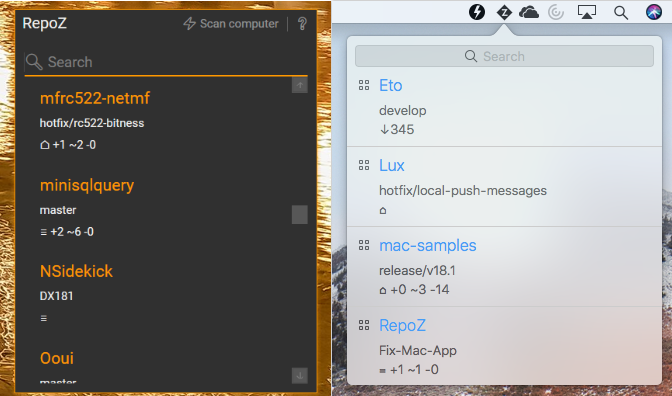 RepoZ
Scan computer
?
Search
mfrc522-netmf
hotfix/rc522-bitness
⌂ +1 ~2 -0
minisqlquery
master
≡ +2 ~6 -0
NSidekick
DX181
≡
Ooui
master
Search
Eto
develop
↓345
Lux
hotfix/local-push-messages
⌂
mac-samples
release/v18.1
⌂ +0 ~3 -14
RepoZ
Fix-Mac-App
≡ +1 ~1 -0